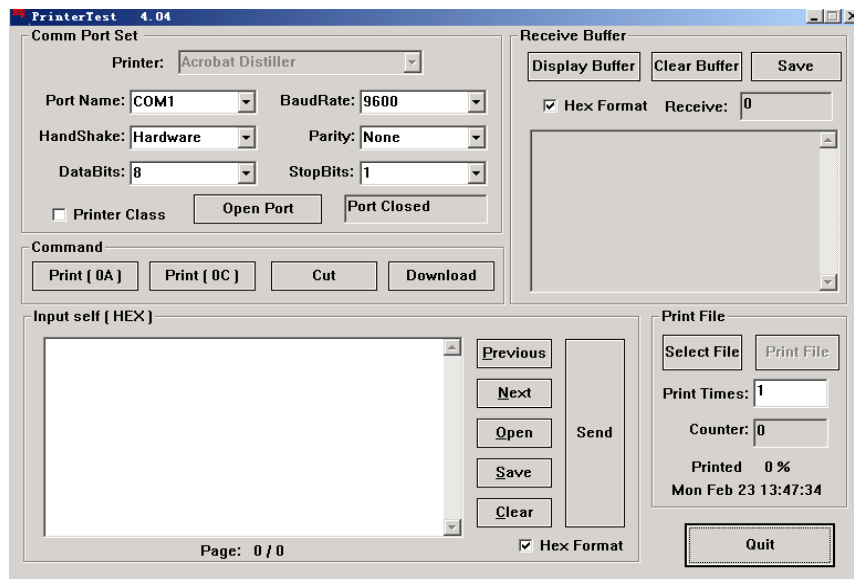 PrinterTest 4.04
Comm Port Set
Printer: Acrobat Distiller
Port Name: COM1 BaudRate: 9600
HandShake: Hardware Parity: None
DataBits: 8 StopBits: 1
Printer Class Open Port Port Closed
Receive Buffer
Display Buffer Clear Buffer Save
Hex Format Receive: 0
Command
Print ( 0A ) Print ( 0C ) Cut Download
Input self ( HEX )
Previous
Next
Open
Save
Clear
Send
Page: 0 / 0
Hex Format
Print File
Select File Print File
Print Times: 1
Counter: 0
Printed 0 %
Mon Feb 23 13:47:34
Quit